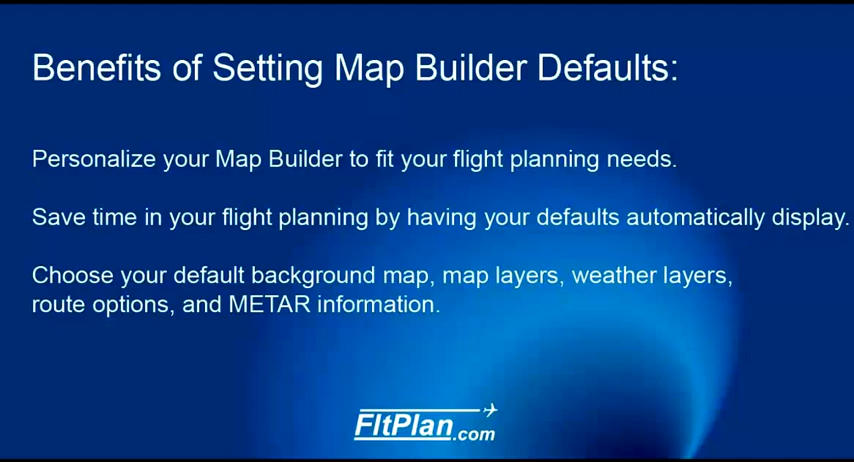 Benefits of Setting Map Builder Defaults:
Personalize your Map Builder to fit your flight planning needs.
Save time in your flight planning by having your defaults automatically display.
Choose your default background map, map layers, weather layers,
route options, and METAR information.
FltPlan.com